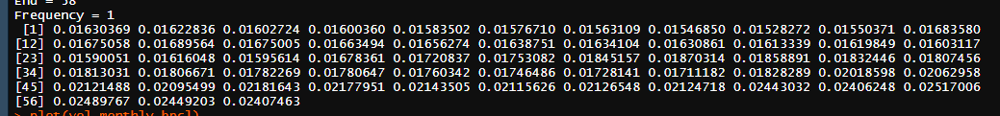 End = 58
Frequency = 1
[1] 0.01630369 0.01622836 0.01602724 0.01600360 0.01583502 0.01576710 0.01563109 0.01546850 0.01528272 0.01550371 0.01683580
[12] 0.01675058 0.01689564 0.01675005 0.01663494 0.01656274 0.01638751 0.01634104 0.01630861 0.01613339 0.01619849 0.01603117
[23] 0.01590051 0.01616048 0.01595614 0.01678361 0.01720837 0.01753082 0.01845157 0.01870314 0.01858891 0.01832446 0.01807456
[34] 0.01813031 0.01806671 0.01782269 0.01780647 0.01760342 0.01746486 0.01728141 0.01711182 0.01828289 0.02018598 0.02062958
[45] 0.02121488 0.02095499 0.02181643 0.02177951 0.02143505 0.02115626 0.02126548 0.02124718 0.02443032 0.02406248 0.02517006
[56] 0.02489767 0.02449203 0.02407463
> plot(vol_monthly_hpcl)